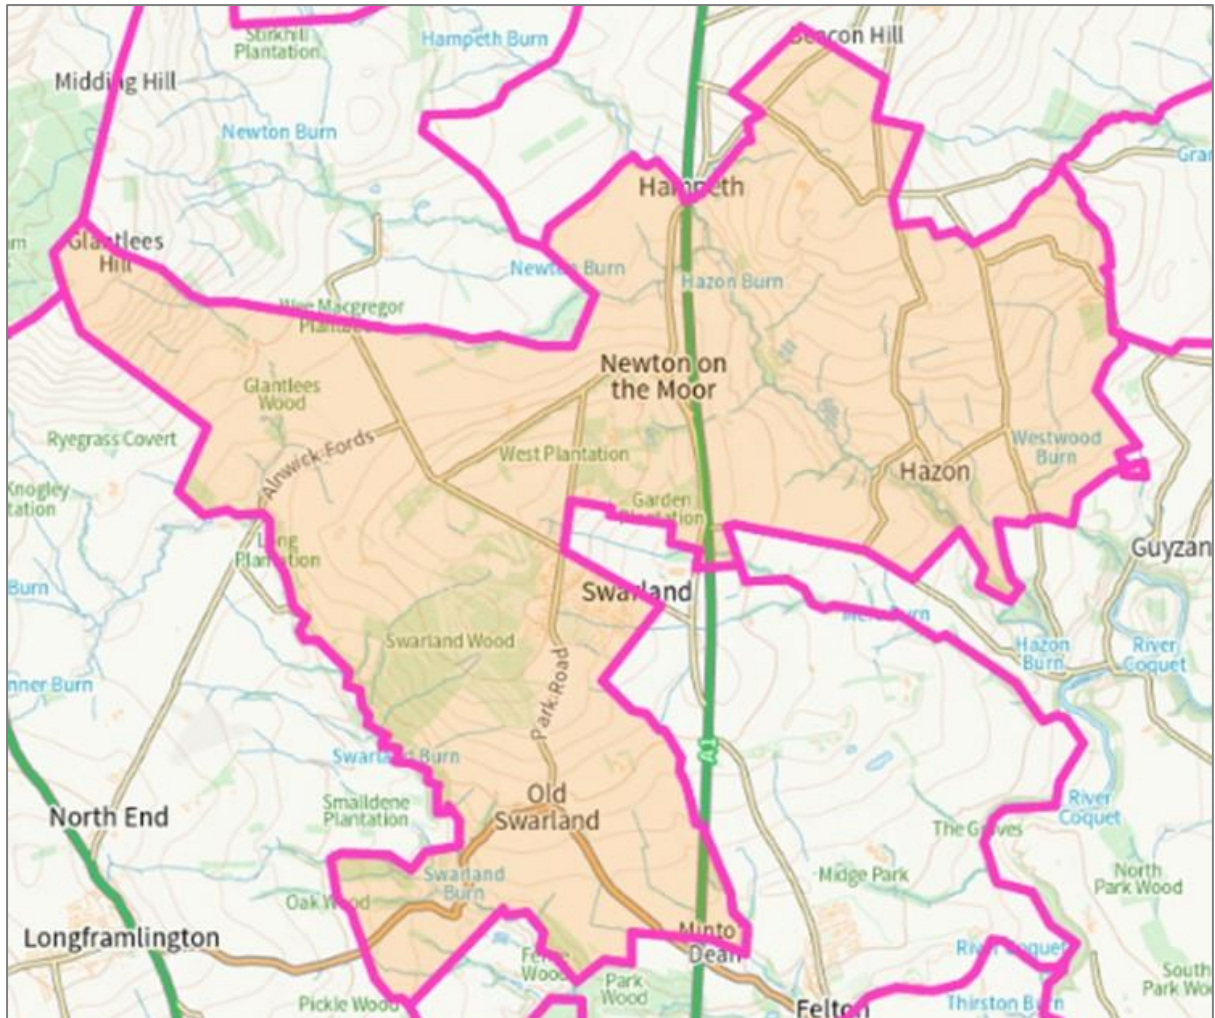 Beacon Hill
Stirkhill
Plantation
Hampeth Burn
Midding Hill
Newton Burn
Hampeth
Glantlees
Hill
Newton Burn
Hazon Burn
Wee Macgregor
Newton on
the Moor
Glantlees
Wood
Ryegrass Covert
Alnwick Fords
West Plantation
Westwood
Burn
Hazon
Garden
Plantation
Long
Plantation
Guyzan
Burn
Swarland
Swarland Wood
Hazon
Burn
River
Coquet
Park Road
A1
Swarland Burn
Old
Swarland
North End
Smalldene
Plantation
River
Coquet
The Groves
Midge Park
North
Park Wood
Swarland
Burn
Oak Wood
Longframlington
Minto
Dean
River Coquet
Park
Wood
South
Pickle Wood
Felton
Thirston Burn